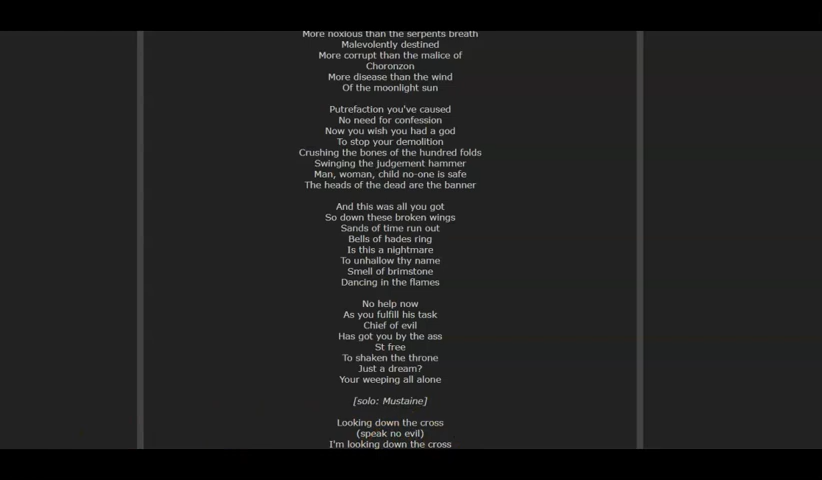 More noxious than the serpents breath
Malevolently destined
More corrupt than the malice of
Choronzon
More disease than the wind
Of the moonlight sun
Putrefaction you've caused
No need for confession
Now you wish you had a god
To stop your demolition
Crushing the bones of the hundred folds
Swinging the judgement hammer
Man, woman, child no-one is safe
The heads of the dead are the banner
And this was all you got
So down these broken wings
Sands of time run out
Bells of hades ring
Is this a nightmare
To unhallow thy name
Smell of brimstone
Dancing in the flames
No help now
As you fulfill his task
Chief of evil
Has got you by the ass
St free
To shaken the throne
Just a dream?
Your weeping all alone
[solo: Mustaine]
Looking down the cross
(speak no evil)
I'm looking down the cross